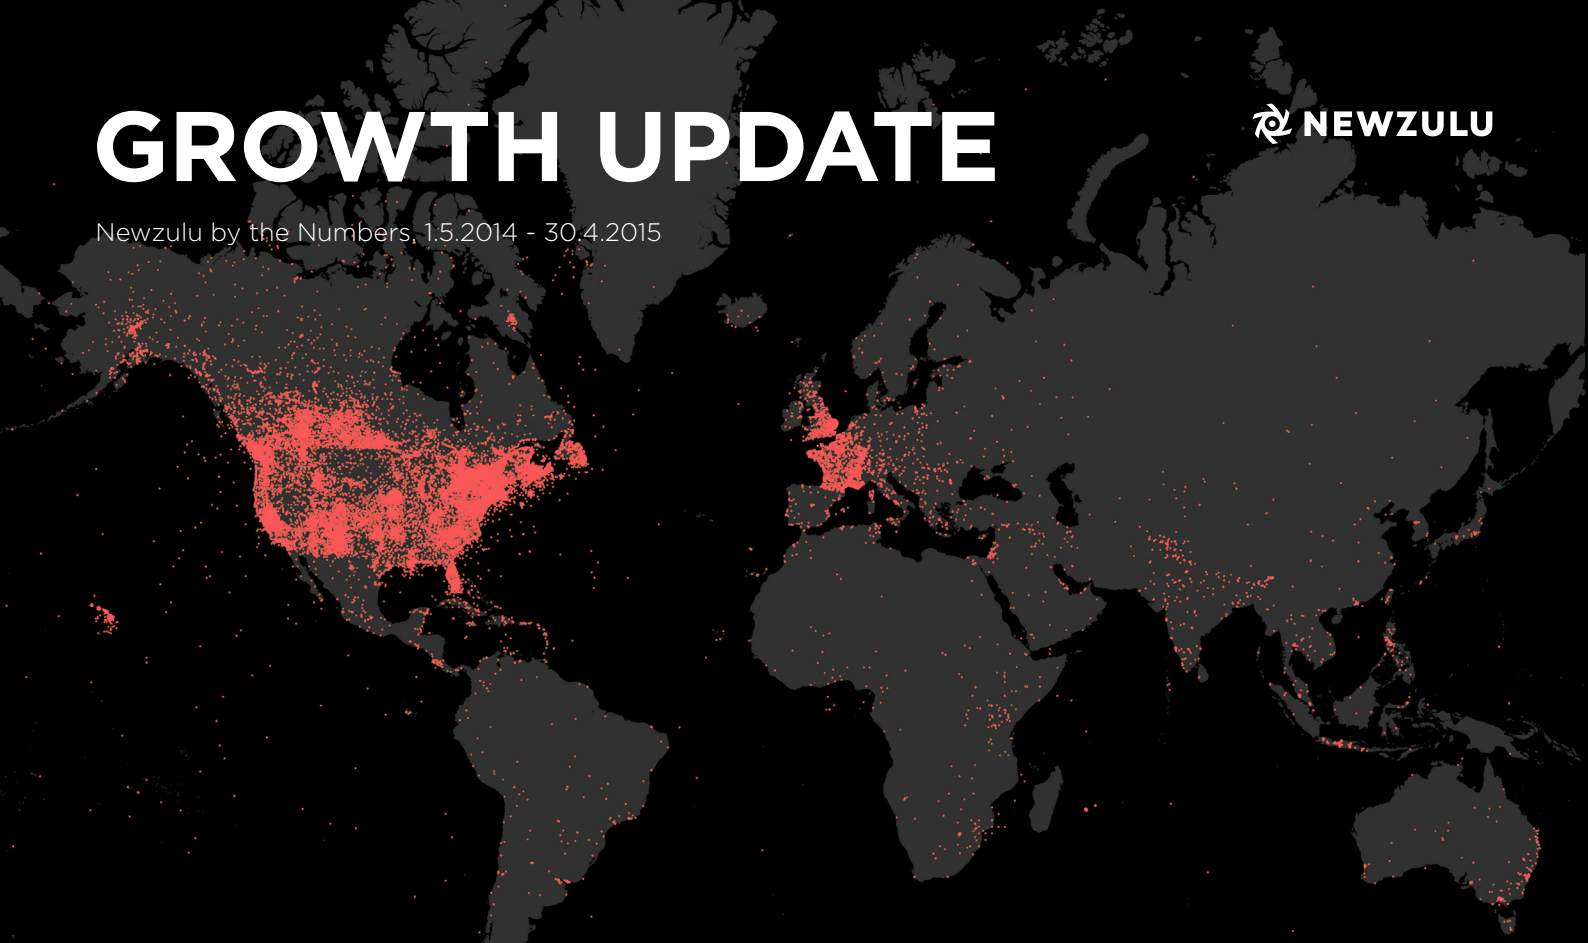 GROWTH UPDATE
NEWZULU
Newzulu by the Numbers, 1.5.2014 - 30.4.2015